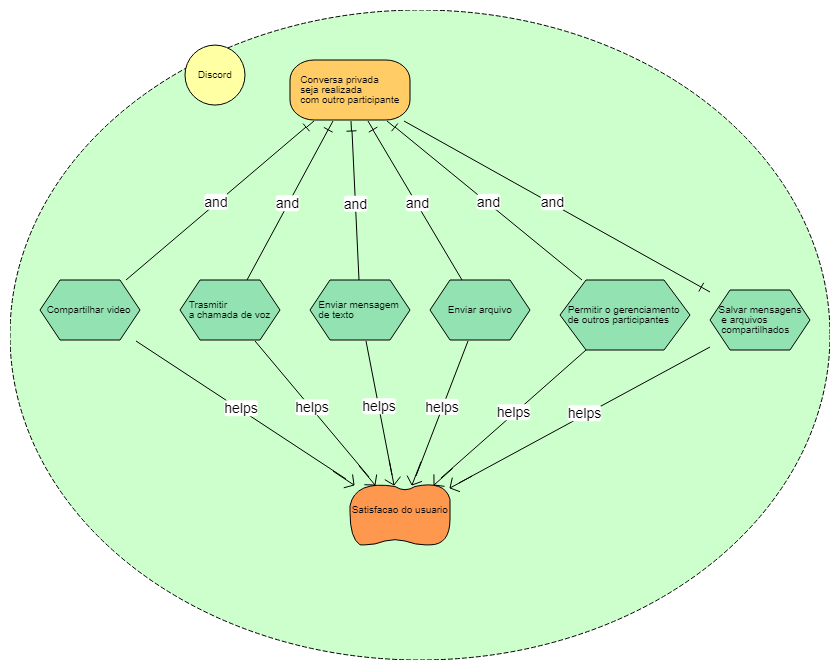 Discord
Conversa privada
seja realizada
com outro participante
and
and
and
and
and
and
Compartilhar video
Trasmitir
a chamada de voz
Enviar mensagem
de texto
Enviar arquivo
Permitir o gerenciamento
de outros participantes
Salvar mensagens
e arquivos
compartilhados
helps
helps
helps
helps
helps
helps
Satisfacao do usuario